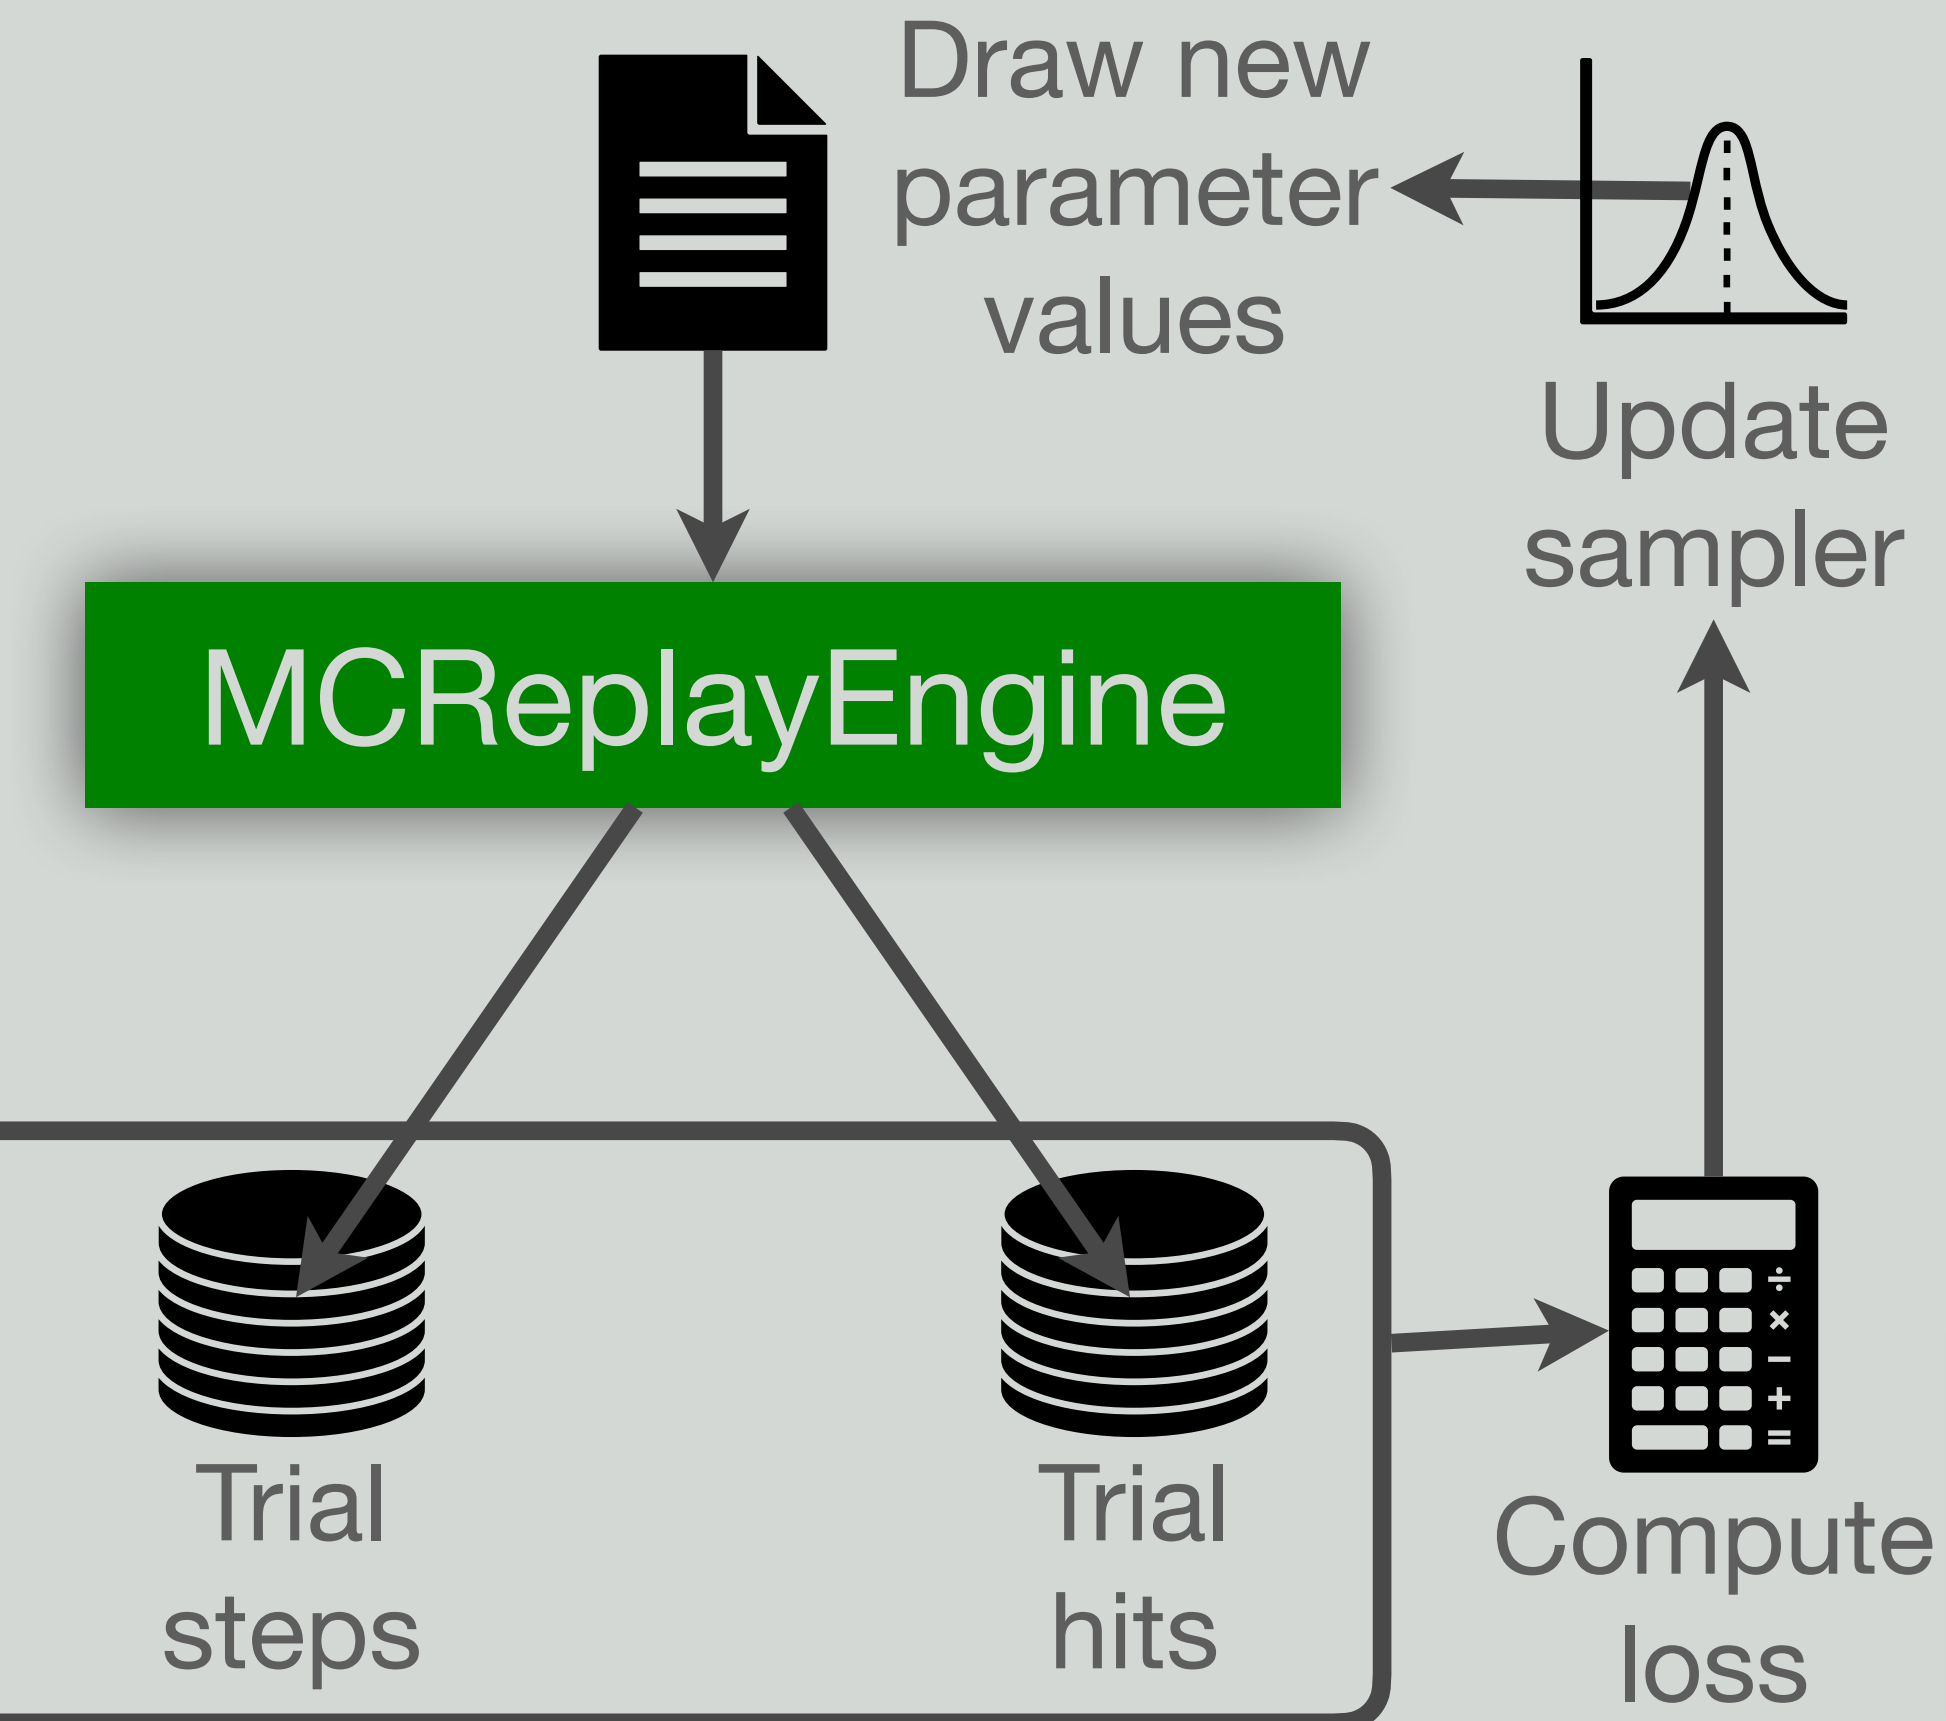 Draw new
parameter
values
Update
sampler
MCReplayEngine
Trial
steps
Trial
hits
Compute
loss